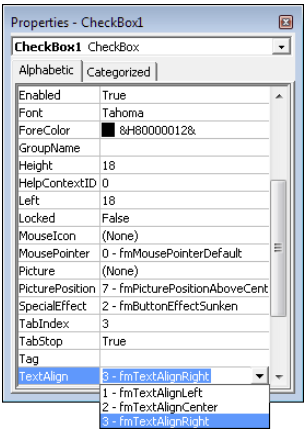 Properties - CheckBox1
CheckBox1 CheckBox
Alphabetic Categorized
Enabled True
Font Tahoma
ForeColor &H80000012&
GroupName
Height 18
HelpContextID 0
Left 18
Locked False
MouseIcon (None)
MousePointer 0 - fmMousePointerDefault
Picture (None)
PicturePosition 7 - fmPicturePositionAboveCent
SpecialEffect 2 - fmButtonEffectSunken
TabIndex 3
TabStop True
Tag
TextAlign 3 - fmTextAlignRight
1 - fmTextAlignLeft
2 - fmTextAlignCenter
3 - fmTextAlignRight